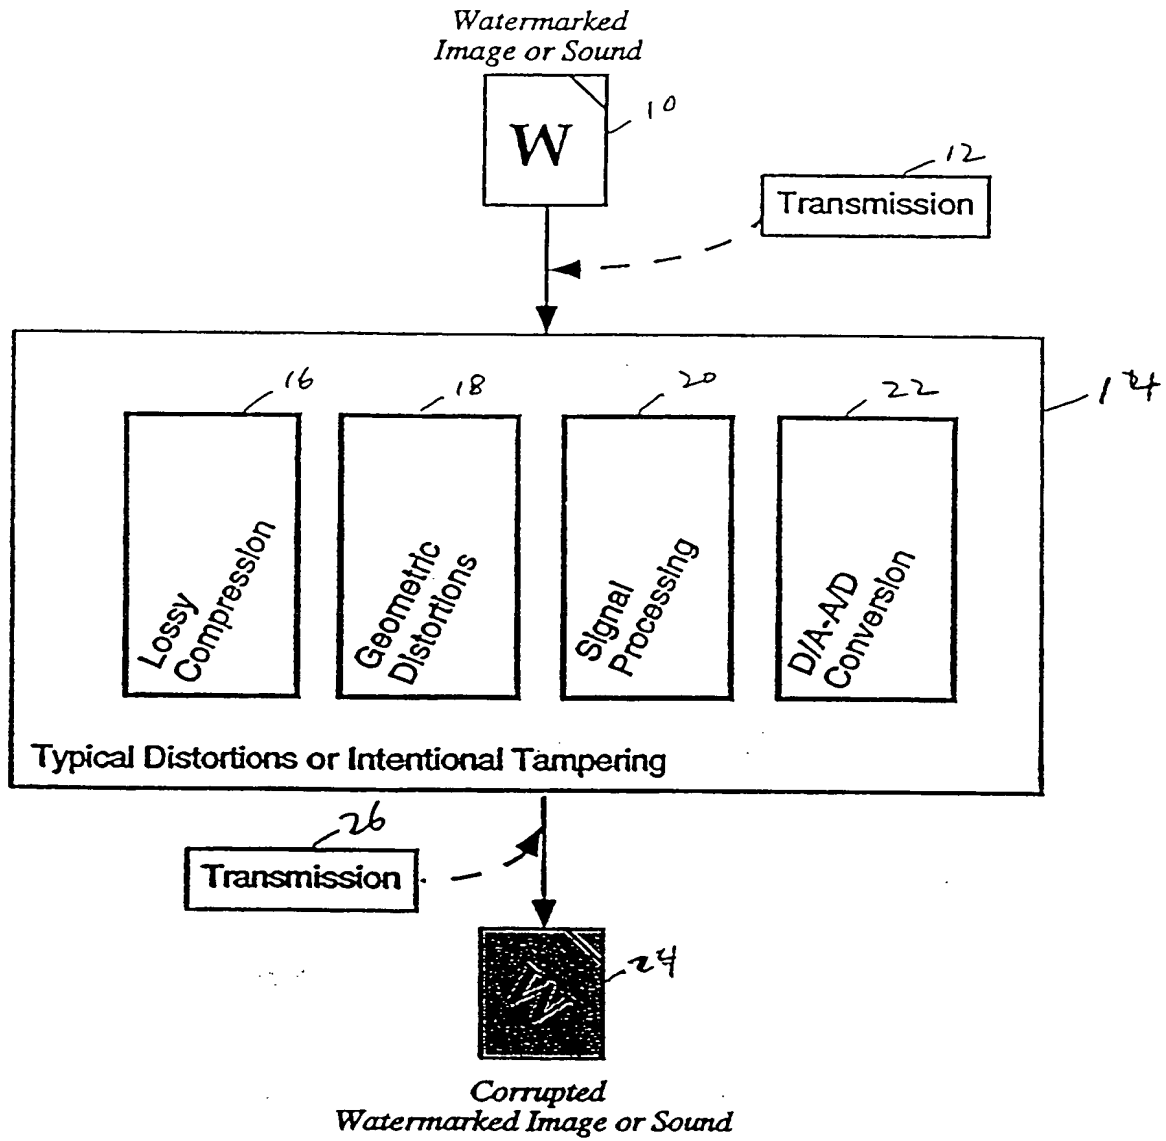 Watermarked
Image or Sound
W
10
12
Transmission
16
18
20
22
14
Lossy
Compression
Geometric
Distortions
Signal
Processing
D/A-A/D
Conversion
Typical Distortions or Intentional Tampering
26
Transmission
W
24
Corrupted
Watermarked Image or Sound